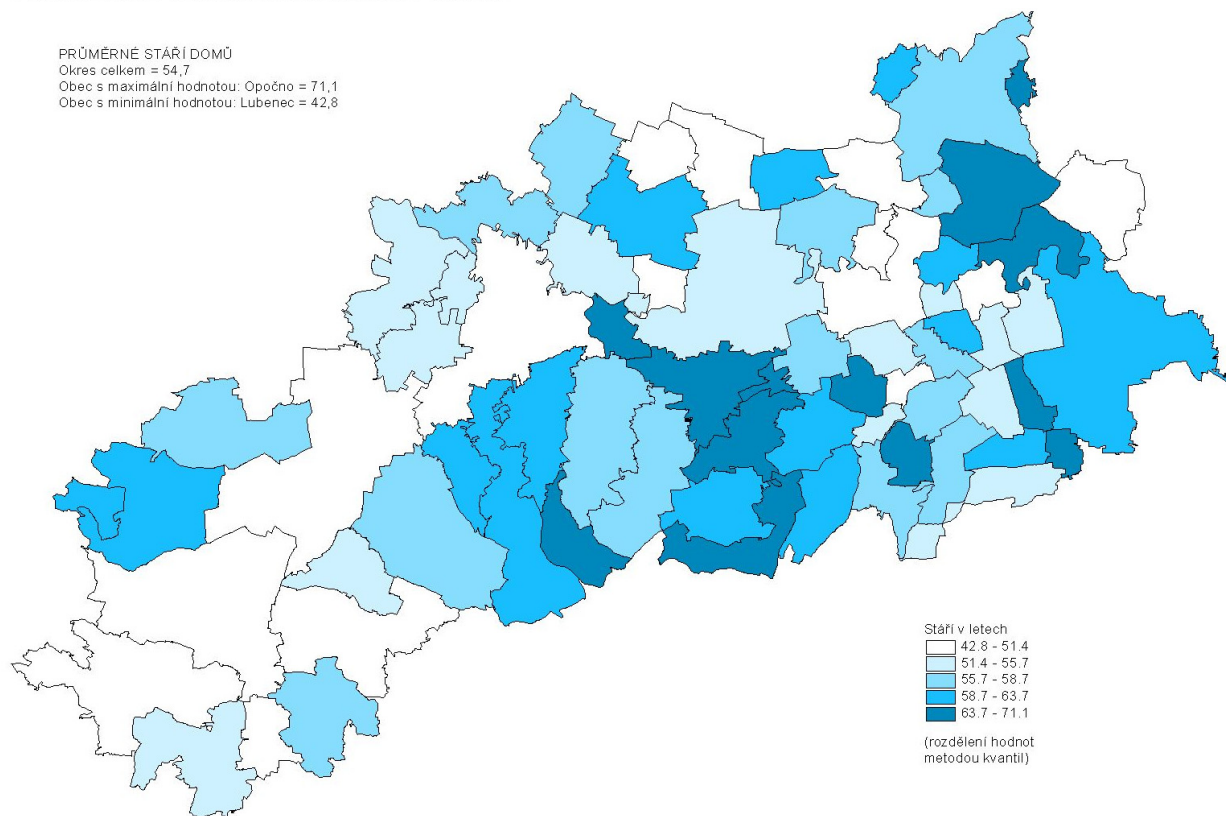 PRŮMĚRNÉ STÁŘÍ DOMŮ
Okres celkem = 54,7
Obec s maximální hodnotou: Opočno = 71,1
Obec s minimální hodnotou: Lubenec = 42,8
Stáří v letech
42.8 - 51.4
51.4 - 55.7
55.7 - 58.7
58.7 - 63.7
63.7 - 71.1
(rozdělení hodnot
metodou kvantil)